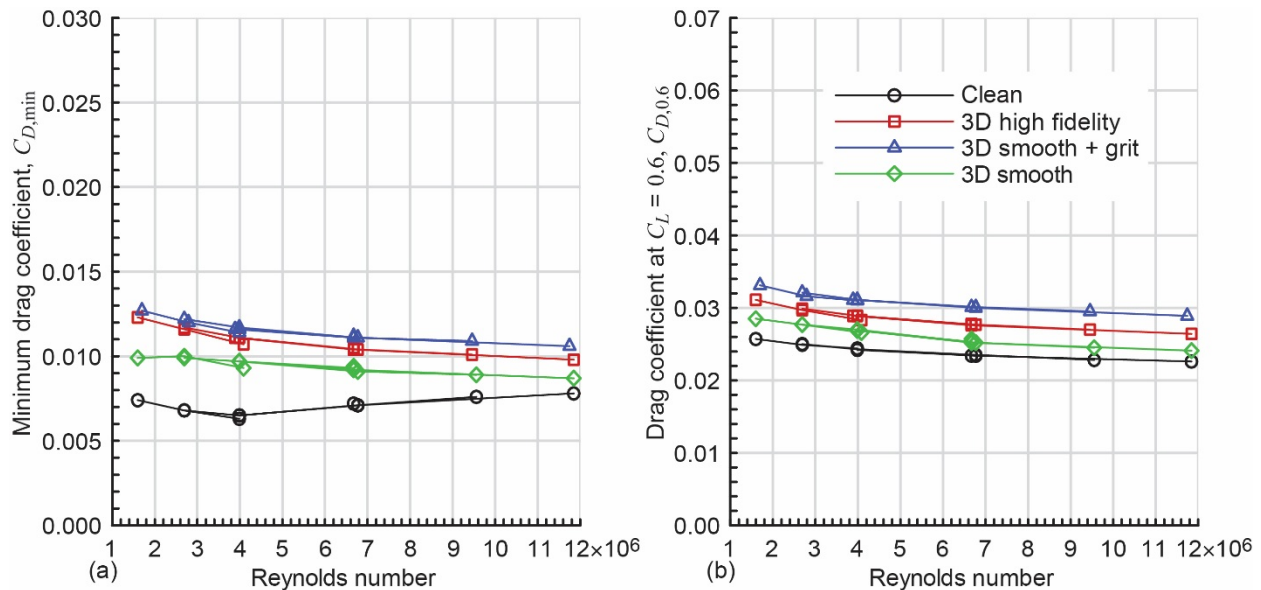 Minimum drag coefficient, C_D,min
0.030
0.025
0.020
0.015
0.010
0.005
0.000
1 2 3 4 5 6 7 8 9 10 11 12×10⁶
(a)
Reynolds number
Drag coefficient at C_L = 0.6, C_D,0.6
0.07
0.06
0.05
0.04
0.03
0.02
0.01
0.00
Clean
3D high fidelity
3D smooth + grit
3D smooth
1 2 3 4 5 6 7 8 9 10 11 12×10⁶
(b)
Reynolds number